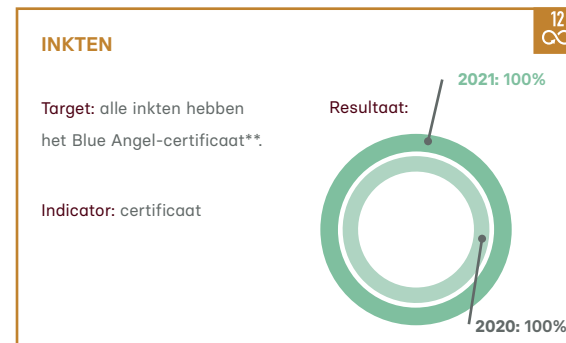 12
INKTEN
2021: 100%
Target: alle inkten hebben
het Blue Angel-certificaat**.
Resultaat:
Indicator: certificaat
2020: 100%